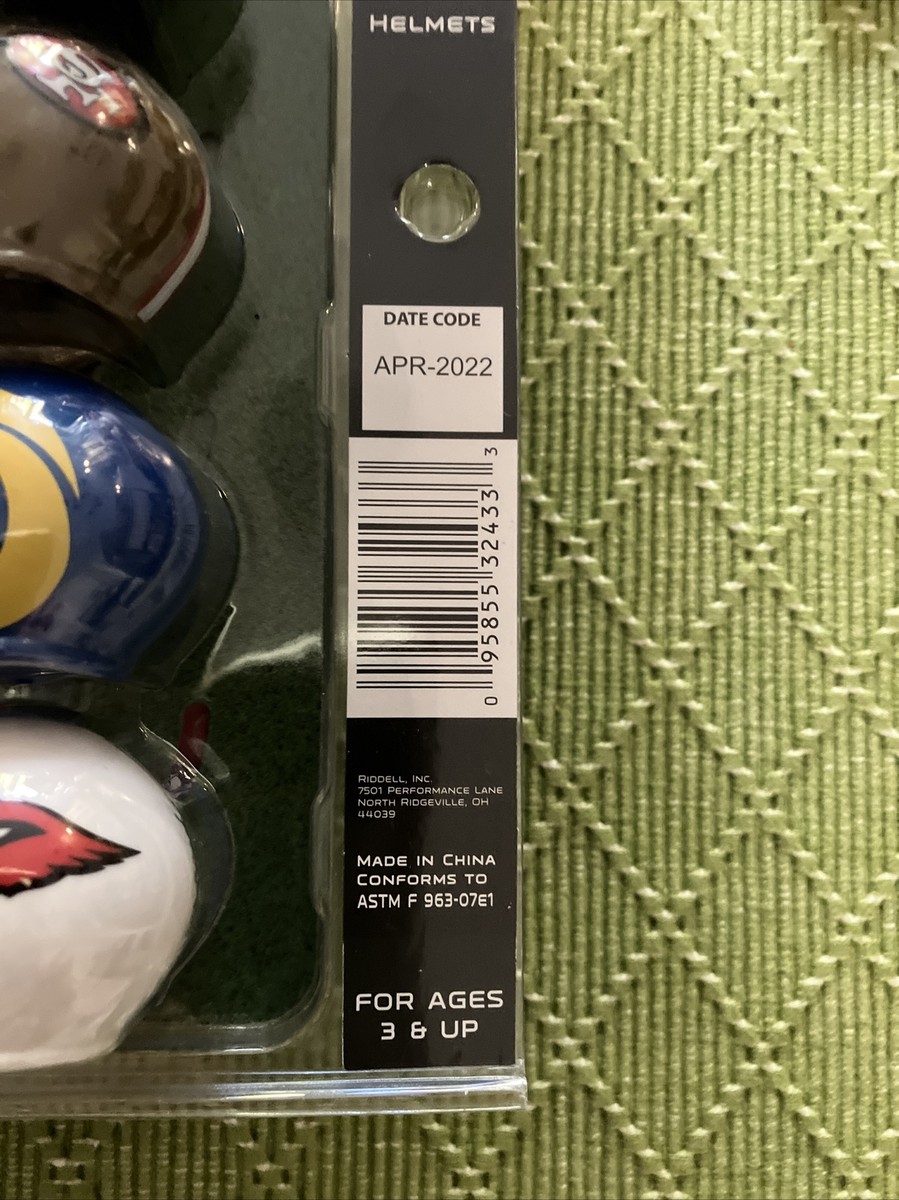 HELMETS
DATE CODE
APR-2022
0 95855 32433 3
RIDDELL, INC.
7501 PERFORMANCE LANE
NORTH RIDGEVILLE, OH
44039
MADE IN CHINA
CONFORMS TO
ASTM F 963-07E1
FOR AGES
3 & UP